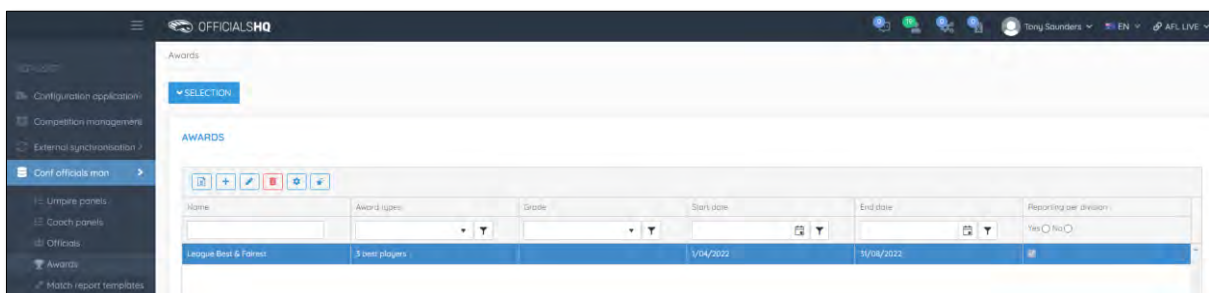 OFFICIALSHQ
Tony Saunders
EN
AFL LIVE
Awards
Configuration application
Competition management
External synchronisation
Conf officials man
Umpire panels
Coach panels
Officials
Awards
Match report templates
SELECTION
AWARDS
Name Award types Grade Start date End date Reporting per division
Yes No
League Best & Fairest 3 best players 1/04/2022 31/08/2022